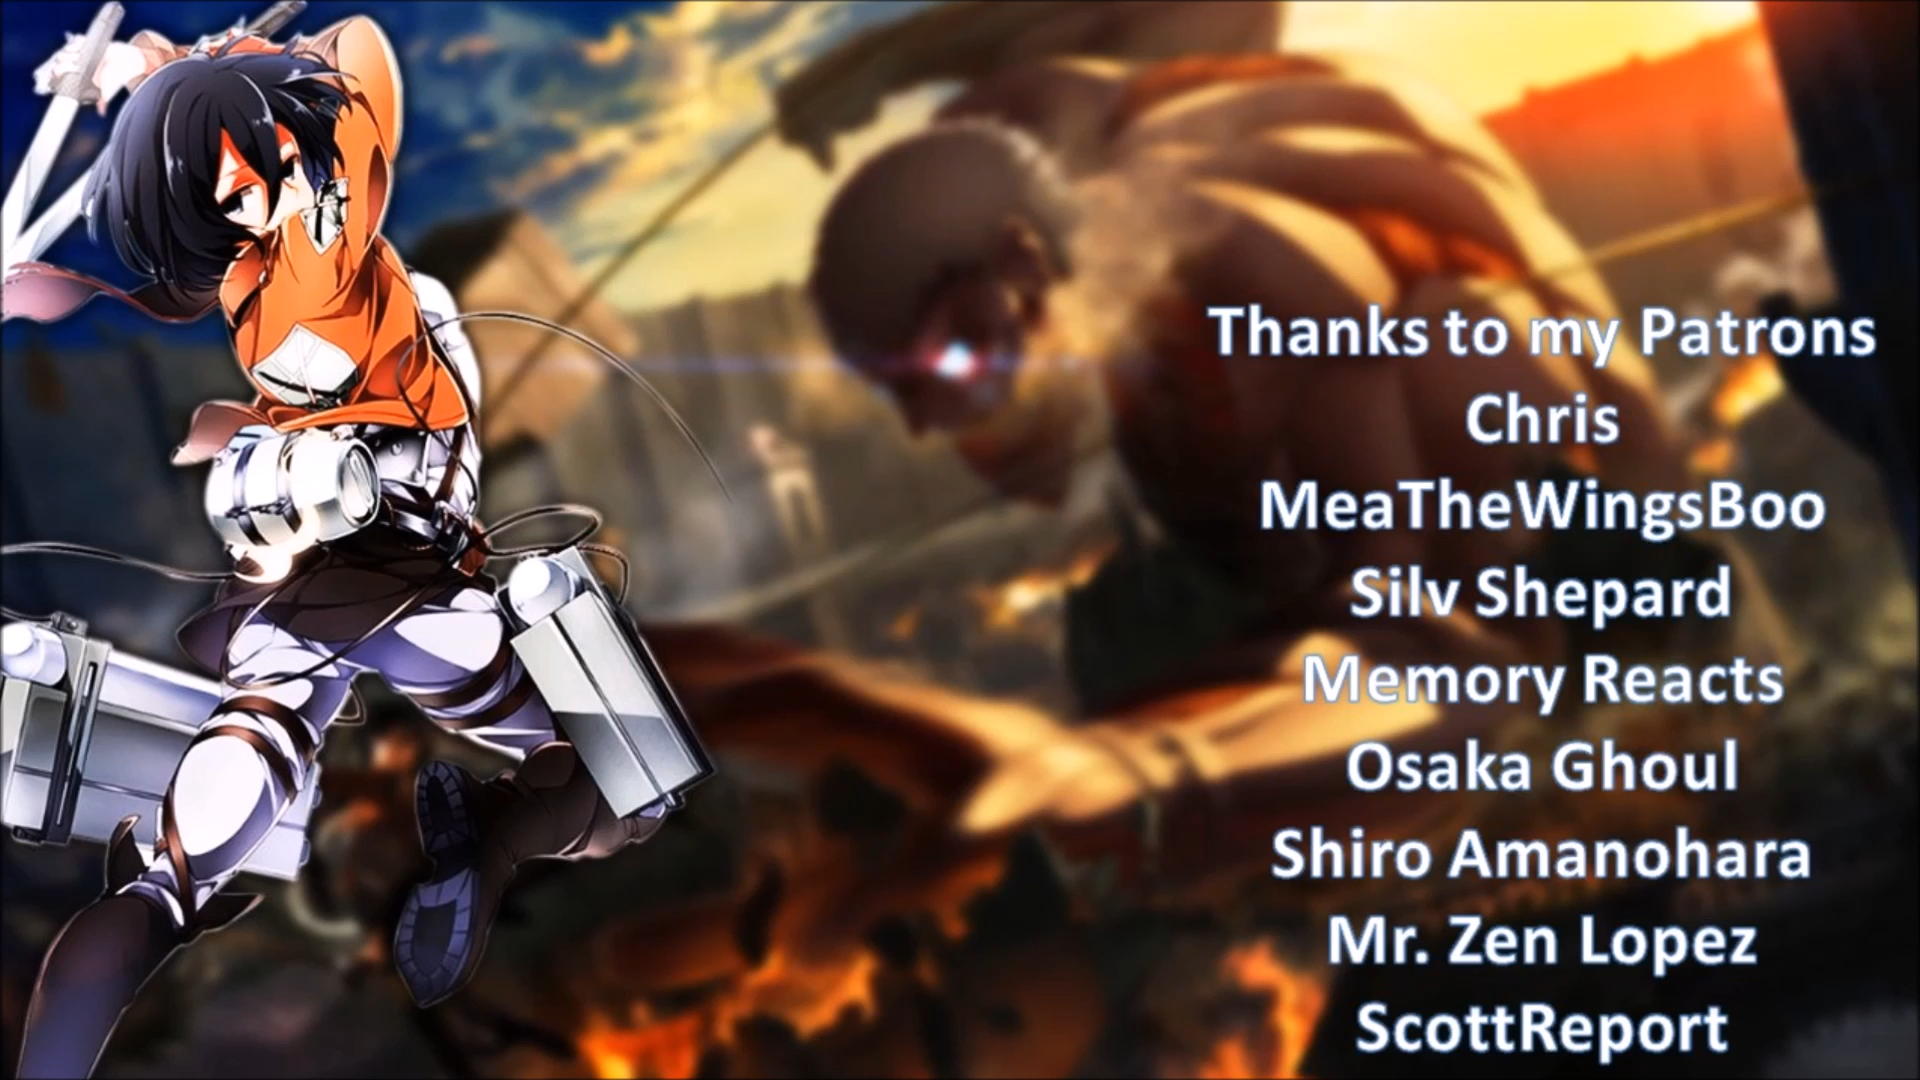 Thanks to my Patrons
Chris
MeaTheWingsBoo
Silv Shepard
Memory Reacts
Osaka Ghoul
Shiro Amanohara
Mr. Zen Lopez
ScottReport